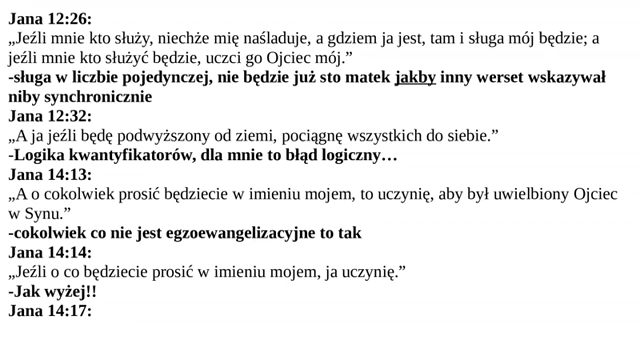 Jana 12:26:
„Jeźli mnie kto służy, niechże mię naśladuje, a gdziem ja jest, tam i sługa mój będzie; a
jeźli mnie kto służyć będzie, uczci go Ojciec mój.”
-sługa w liczbie pojedynczej, nie będzie już sto matek jakby inny werset wskazywał
niby synchronicznie
Jana 12:32:
„A ja jeźli będę podwyższony od ziemi, pociągnę wszystkich do siebie.”
-Logika kwantyfikatorów, dla mnie to błąd logiczny…
Jana 14:13:
„A o cokolwiek prosić będziecie w imieniu mojem, to uczynię, aby był uwielbiony Ojciec
w Synu.”
-cokolwiek co nie jest egzoewangelizacyjne to tak
Jana 14:14:
„Jeźli o co będziecie prosić w imieniu mojem, ja uczynię.”
-Jak wyżej!!
Jana 14:17: